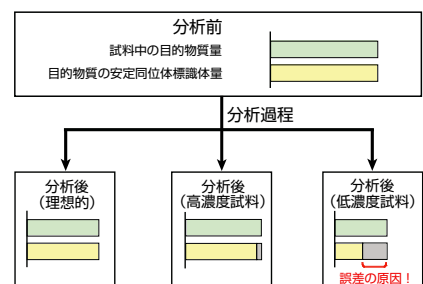 分析前
試料中の目的物質量
目的物質の安定同位体標識体量
分析過程
分析後
（理想的）
分析後
（高濃度試料）
分析後
（低濃度試料）
誤差の原因！